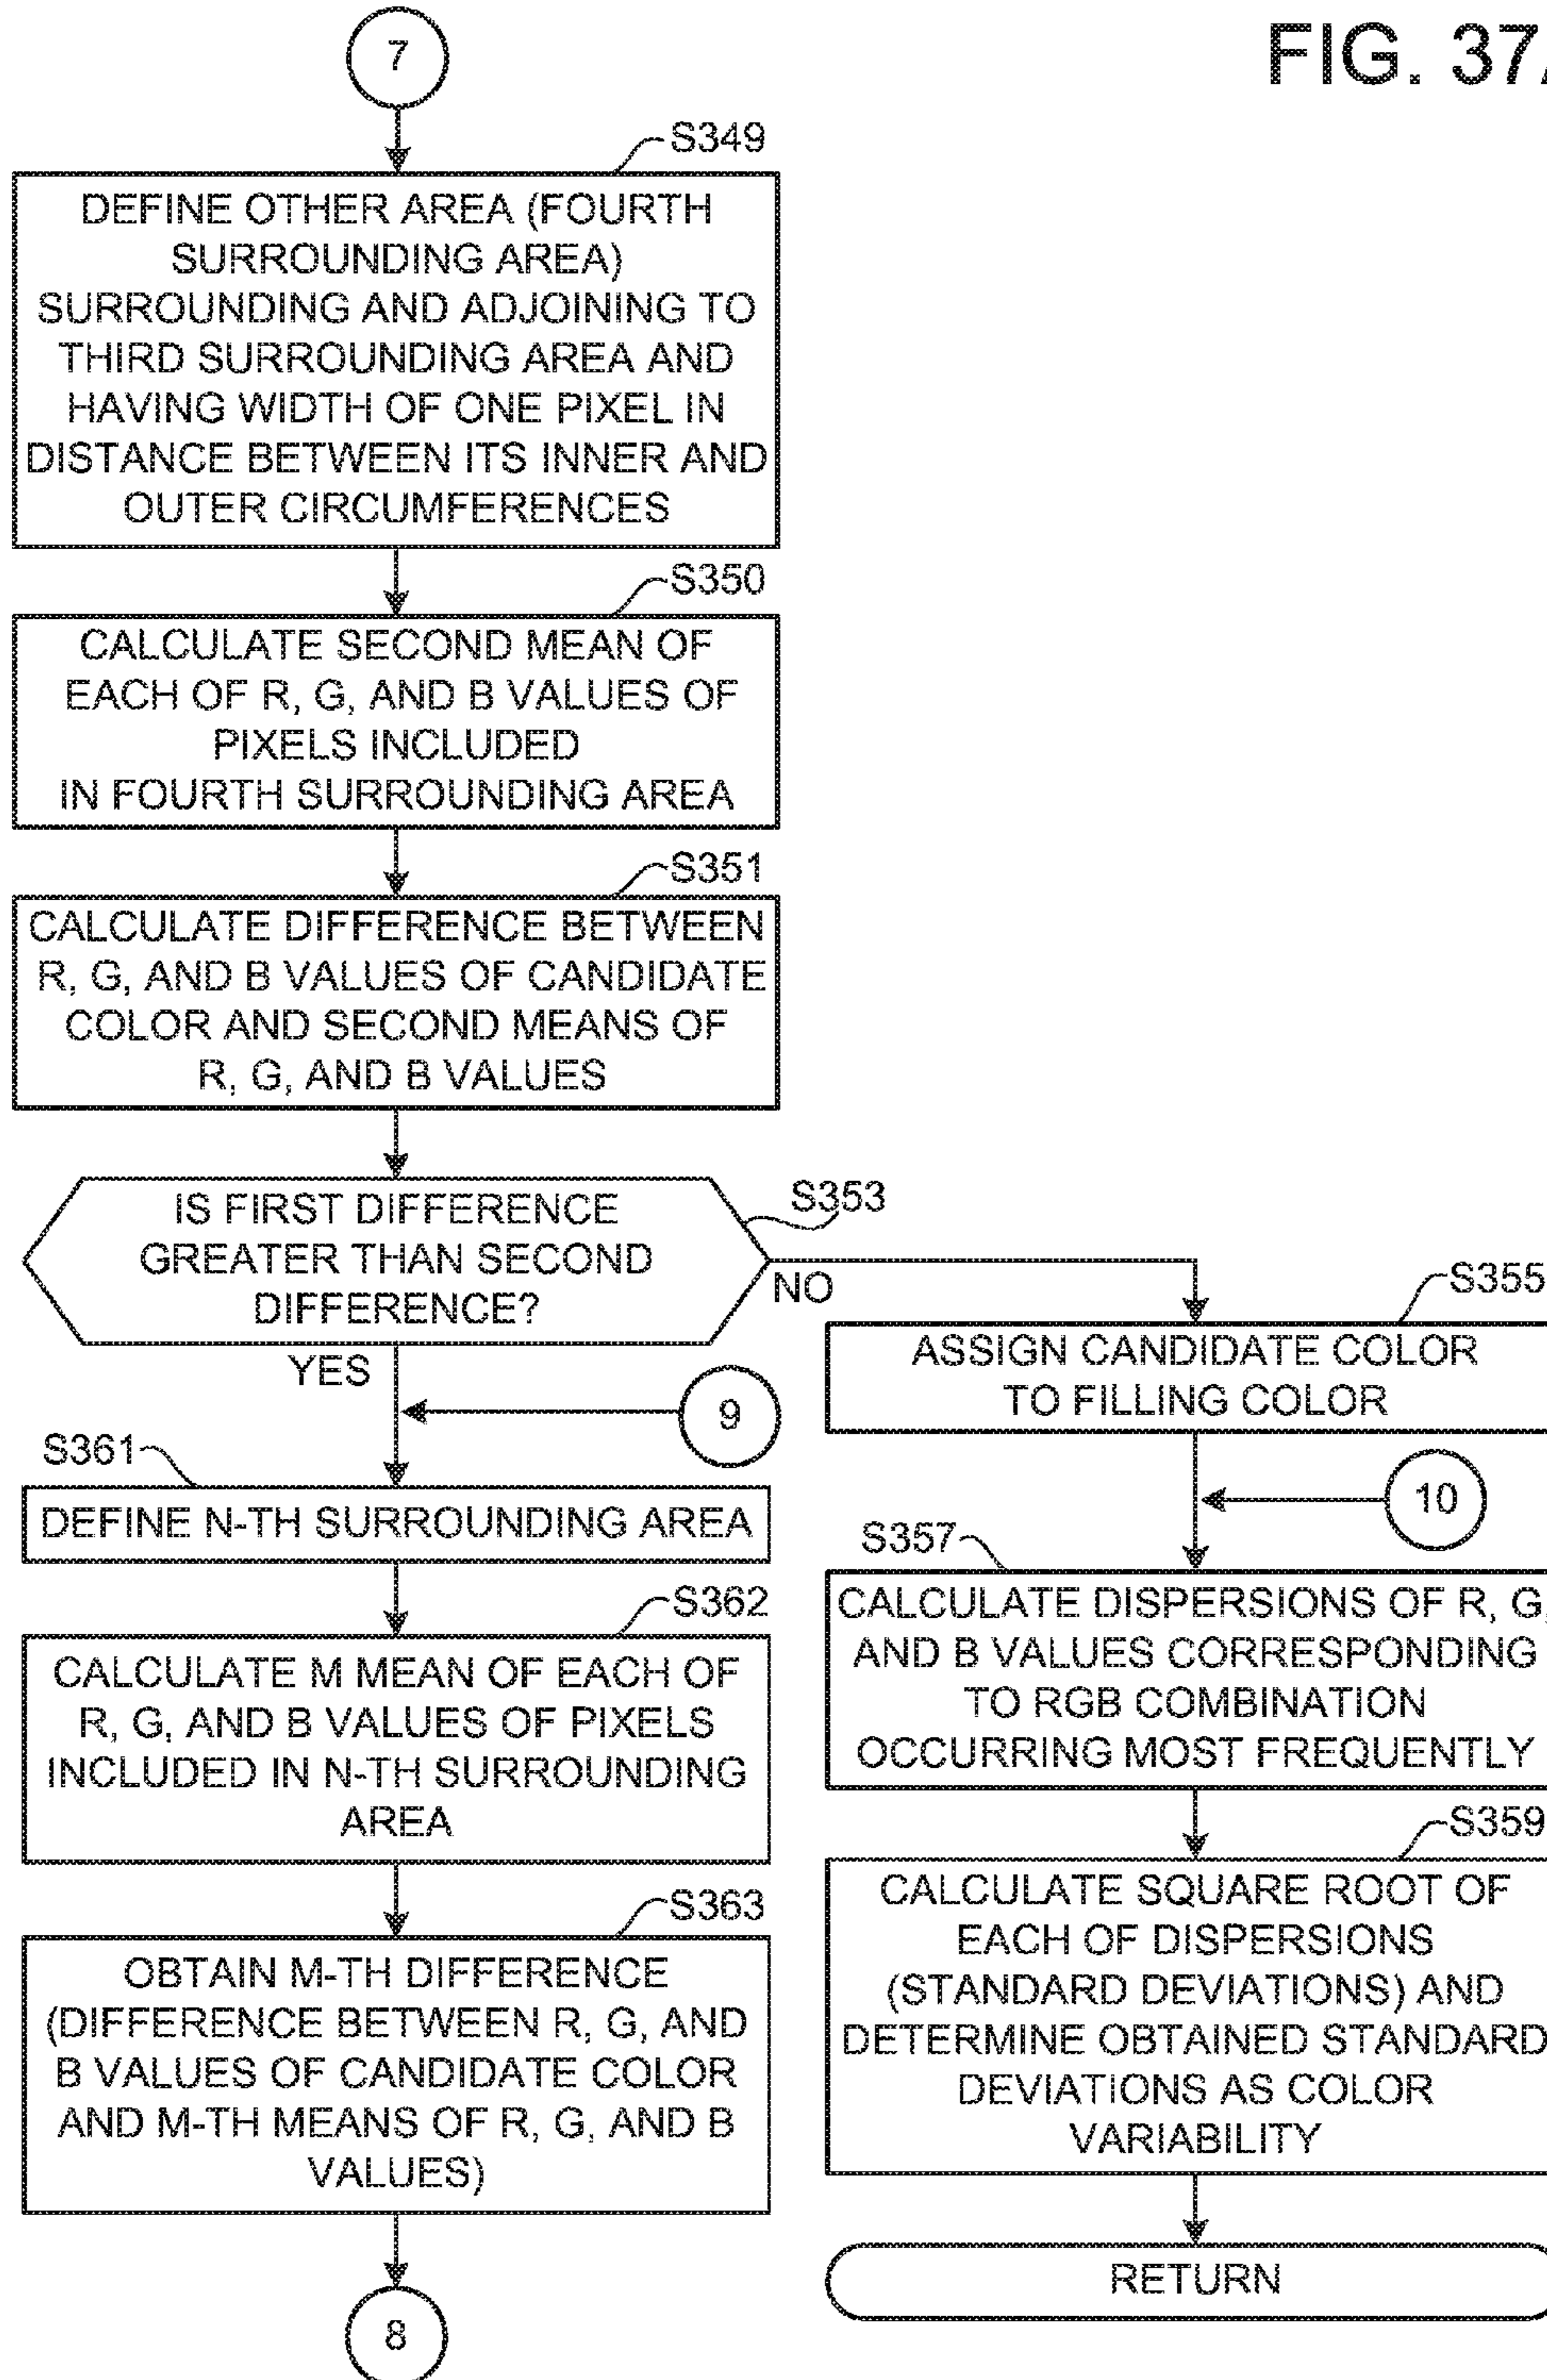 FIG. 37A
7
S349
DEFINE OTHER AREA (FOURTH
SURROUNDING AREA)
SURROUNDING AND ADJOINING TO
THIRD SURROUNDING AREA AND
HAVING WIDTH OF ONE PIXEL IN
DISTANCE BETWEEN ITS INNER AND
OUTER CIRCUMFERENCES
S350
CALCULATE SECOND MEAN OF
EACH OF R, G, AND B VALUES OF
PIXELS INCLUDED
IN FOURTH SURROUNDING AREA
S351
CALCULATE DIFFERENCE BETWEEN
R, G, AND B VALUES OF CANDIDATE
COLOR AND SECOND MEANS OF
R, G, AND B VALUES
S353
IS FIRST DIFFERENCE
GREATER THAN SECOND
DIFFERENCE?
NO
YES
9
S361
DEFINE N-TH SURROUNDING AREA
S362
CALCULATE M MEAN OF EACH OF
R, G, AND B VALUES OF PIXELS
INCLUDED IN N-TH SURROUNDING
AREA
S363
OBTAIN M-TH DIFFERENCE
(DIFFERENCE BETWEEN R, G, AND
B VALUES OF CANDIDATE COLOR
AND M-TH MEANS OF R, G, AND B
VALUES)
8
S355
ASSIGN CANDIDATE COLOR
TO FILLING COLOR
10
S357
CALCULATE DISPERSIONS OF R, G,
AND B VALUES CORRESPONDING
TO RGB COMBINATION
OCCURRING MOST FREQUENTLY
S359
CALCULATE SQUARE ROOT OF
EACH OF DISPERSIONS
(STANDARD DEVIATIONS) AND
DETERMINE OBTAINED STANDARD
DEVIATIONS AS COLOR
VARIABILITY
RETURN